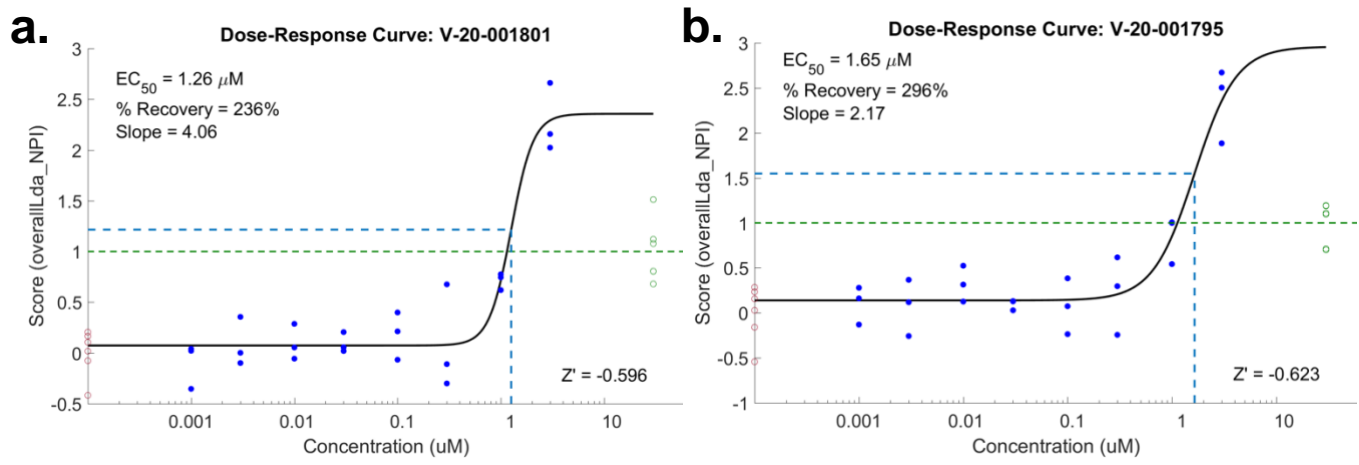 a.
Dose-Response Curve: V-20-001801
EC50 = 1.26 μM
% Recovery = 236%
Slope = 4.06
Score (overallLda_NPI)
3
2.5
2
1.5
1
0.5
0
-0.5
0.001
0.01
0.1
1
10
Concentration (uM)
Z' = -0.596
b.
Dose-Response Curve: V-20-001795
EC50 = 1.65 μM
% Recovery = 296%
Slope = 2.17
Score (overallLda_NPI)
3
2.5
2
1.5
1
0.5
0
-0.5
-1
0.001
0.01
0.1
1
10
Concentration (uM)
Z' = -0.623